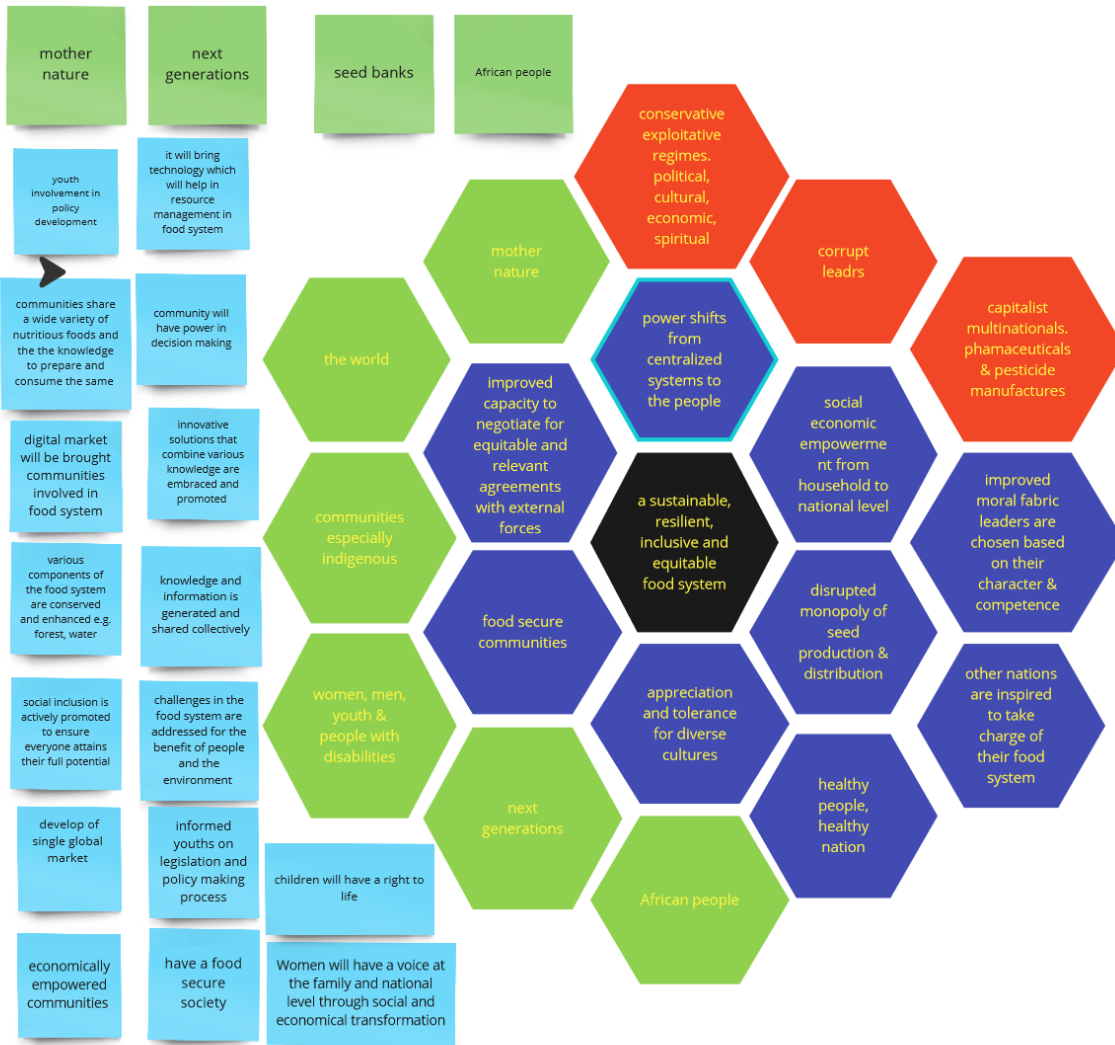 mother
nature
next
generations
seed banks
African people
youth
involvement in
policy
development
it will bring
technology which
will help in
resource
management in
food system
communities share
a wide variety of
nutritious foods and
the the knowledge
to prepare and
consume the same
community will
have power in
decision making
digital market
will be brought
communities
involved in
food system
innovative
solutions that
combine various
knowledge are
embraced and
promoted
various
components of
the food system
are conserved
and enhanced e.g.
forest, water
knowledge and
information is
generated and
shared collectively
social inclusion is
actively promoted
to ensure
everyone attains
their full potential
challenges in the
food system are
addressed for the
benefit of people
and the
environment
develop of
single global
market
informed
youths on
legislation and
policy making
process
children will have a right to
life
economically
empowered
communities
have a food
secure
society
Women will have a voice at
the family and national
level through social and
economical transformation
conservative
exploitative
regimes.
political,
cultural,
economic,
spiritual
mother
nature
corrupt
leadrs
capitalist
multinationals.
phamaceuticals
& pesticide
manufactures
the world
power shifts
from
centralized
systems to
the people
improved
capacity to
negotiate for
equitable and
relevant
agreements
with external
forces
social
economic
empowerme
nt from
household to
national level
communities
especially
indigenous
a sustainable,
resilient,
inclusive and
equitable
food system
improved
moral fabric
leaders are
chosen based
on their
character &
competence
food secure
communities
disrupted
monopoly of
seed
production &
distribution
women, men,
youth &
people with
disabilities
appreciation
and tolerance
for diverse
cultures
other nations
are inspired
to take
charge of
their food
system
next
generations
healthy
people,
healthy
nation
African people